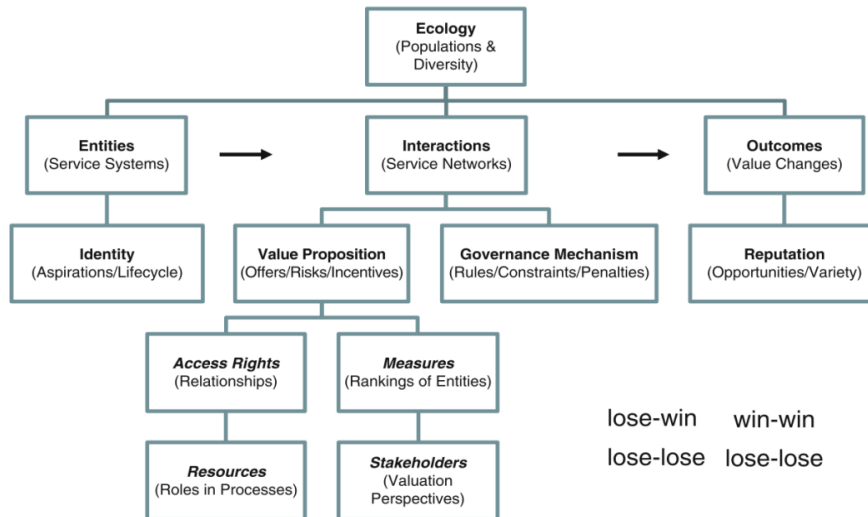 Ecology
(Populations &
Diversity)
Entities
(Service Systems)
Interactions
(Service Networks)
Outcomes
(Value Changes)
Identity
(Aspirations/Lifecycle)
Value Proposition
(Offers/Risks/Incentives)
Governance Mechanism
(Rules/Constraints/Penalties)
Reputation
(Opportunities/Variety)
Access Rights
(Relationships)
Measures
(Rankings of Entities)
Resources
(Roles in Processes)
Stakeholders
(Valuation
Perspectives)
lose-win win-win
lose-lose lose-lose